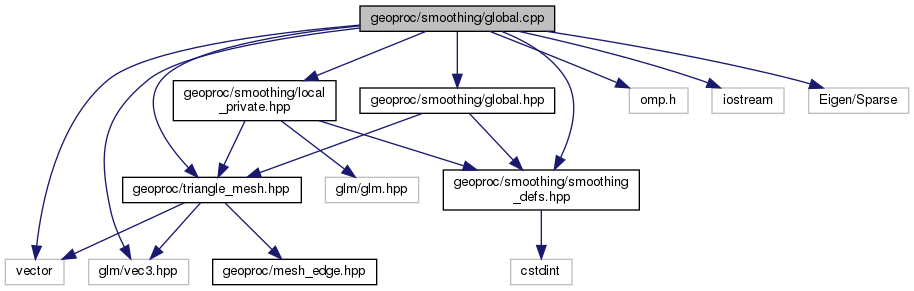 geoproc/smoothing/global.cpp
geoproc/smoothing/local
_private.hpp
geoproc/smoothing/global.hpp
omp.h
iostream
Eigen/Sparse
geoproc/triangle_mesh.hpp
glm/glm.hpp
geoproc/smoothing/smoothing
_defs.hpp
vector
glm/vec3.hpp
geoproc/mesh_edge.hpp
cstdint